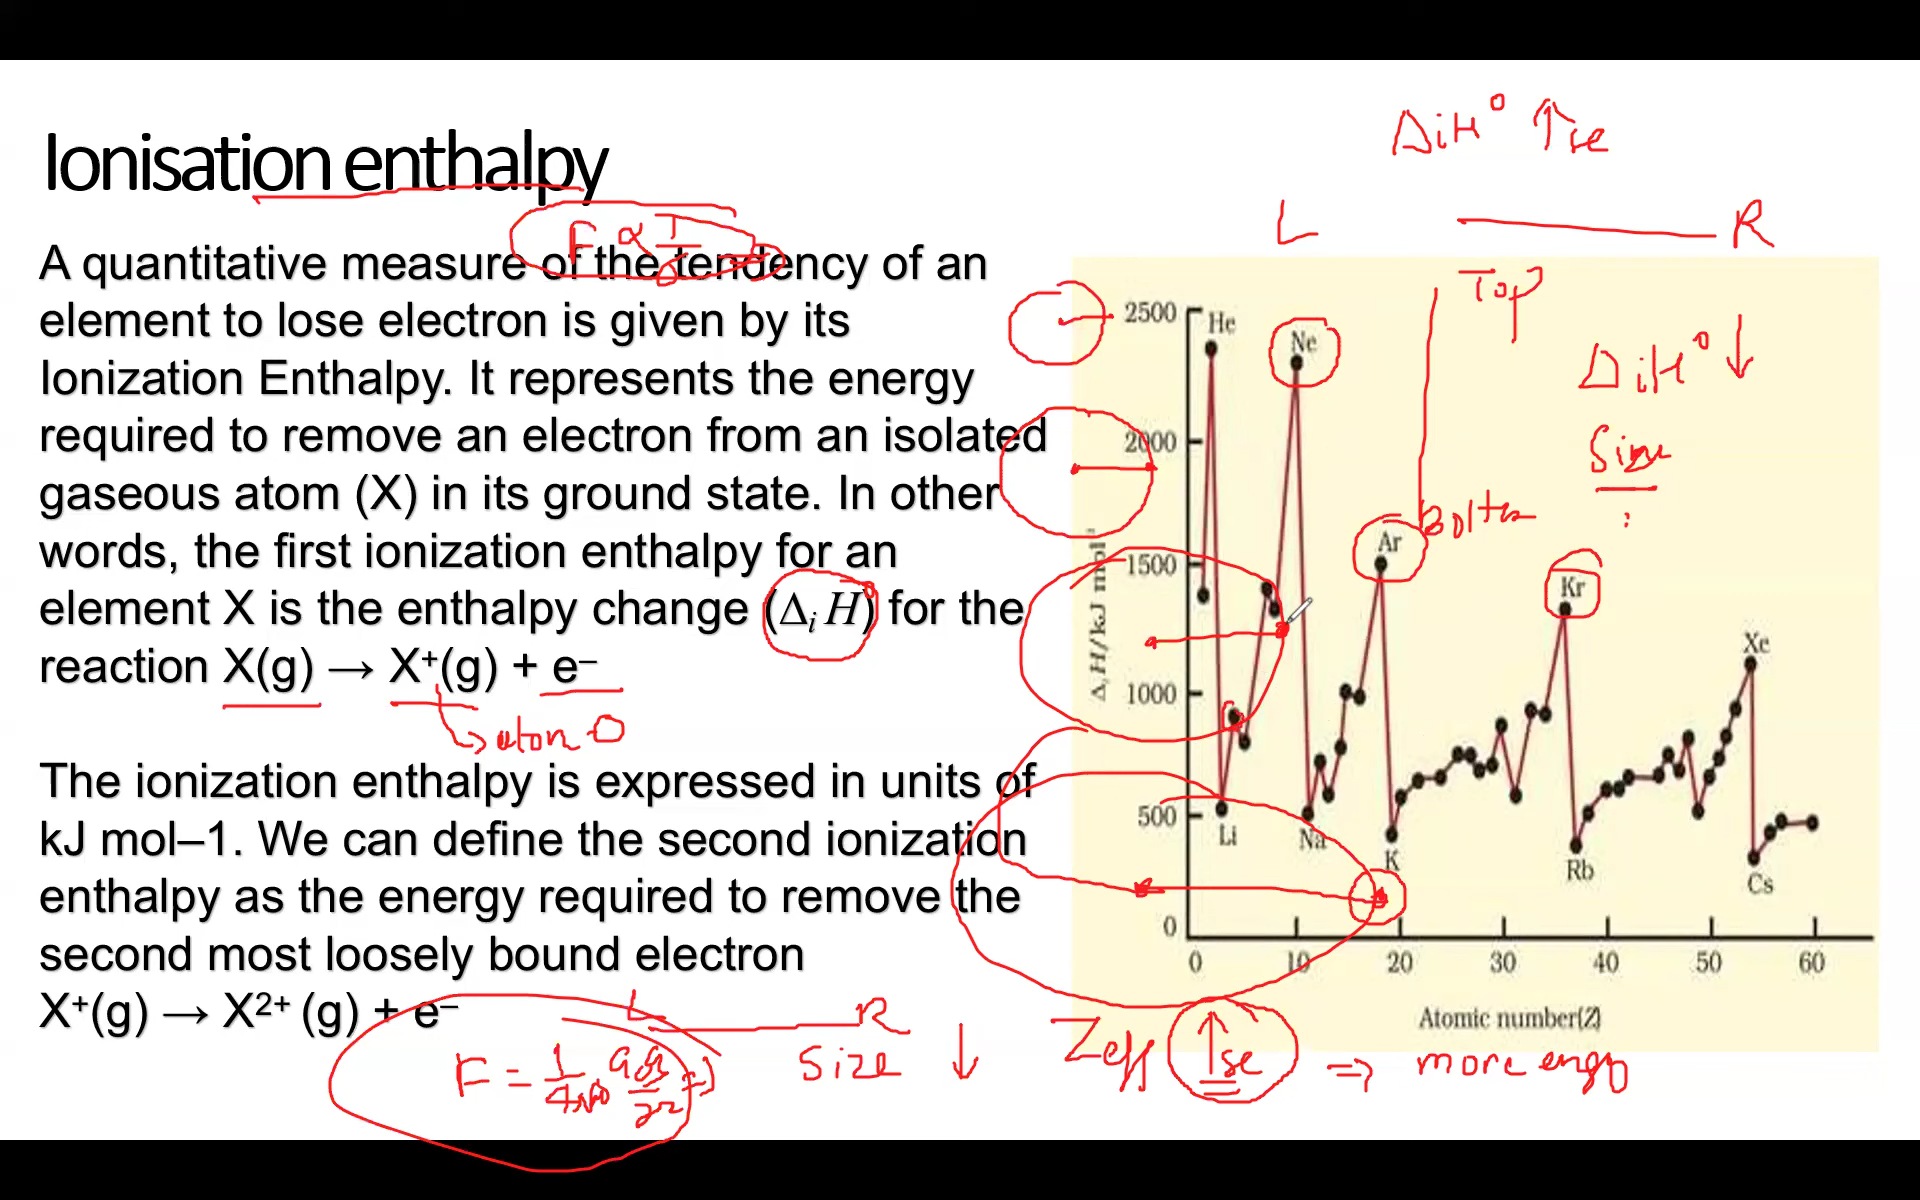 Ionisation enthalpy
A quantitative measure of the tendency of an
element to lose electron is given by its
Ionization Enthalpy. It represents the energy
required to remove an electron from an isolated
gaseous atom (X) in its ground state. In other
words, the first ionization enthalpy for an
element X is the enthalpy change (Δi H) for the
reaction X(g) → X+(g) + e–
atom
The ionization enthalpy is expressed in units of
kJ mol–1. We can define the second ionization
enthalpy as the energy required to remove the
second most loosely bound electron
X+(g) → X2+ (g) + e–
L R
Size ↓
F = 1
Zeff ↑se ⇒ more
ΔiH° ↑se
L R
Top
ΔiH° ↓
Size
2500
2000
1500
1000
500
0
Δi H/kJ mol
He
Ne
Ar
Kr
Xe
Li
Na
K
Rb
Cs
0 10 20 30 40 50 60
Atomic number(Z)